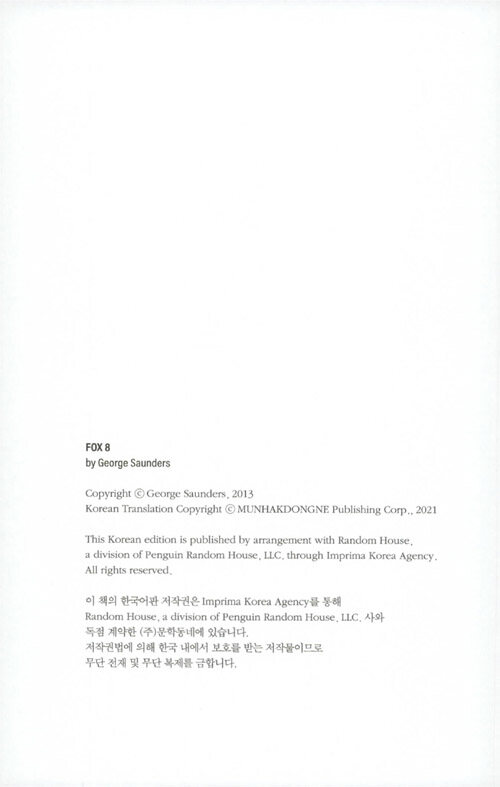 FOX 8
by George Saunders
Copyright ⓒ George Saunders, 2013
Korean Translation Copyright ⓒ MUNHAKDONGNE Publishing Corp., 2021
This Korean edition is published by arrangement with Random House,
a division of Penguin Random House, LLC. through Imprima Korea Agency.
All rights reserved.
이 책의 한국어판 저작권은 Imprima Korea Agency를 통해
Random House, a division of Penguin Random House, LLC. 사와
독점 계약한 (주)문학동네에 있습니다.
저작권법에 의해 한국 내에서 보호를 받는 저작물이므로
무단 전재 및 무단 복제를 금합니다.